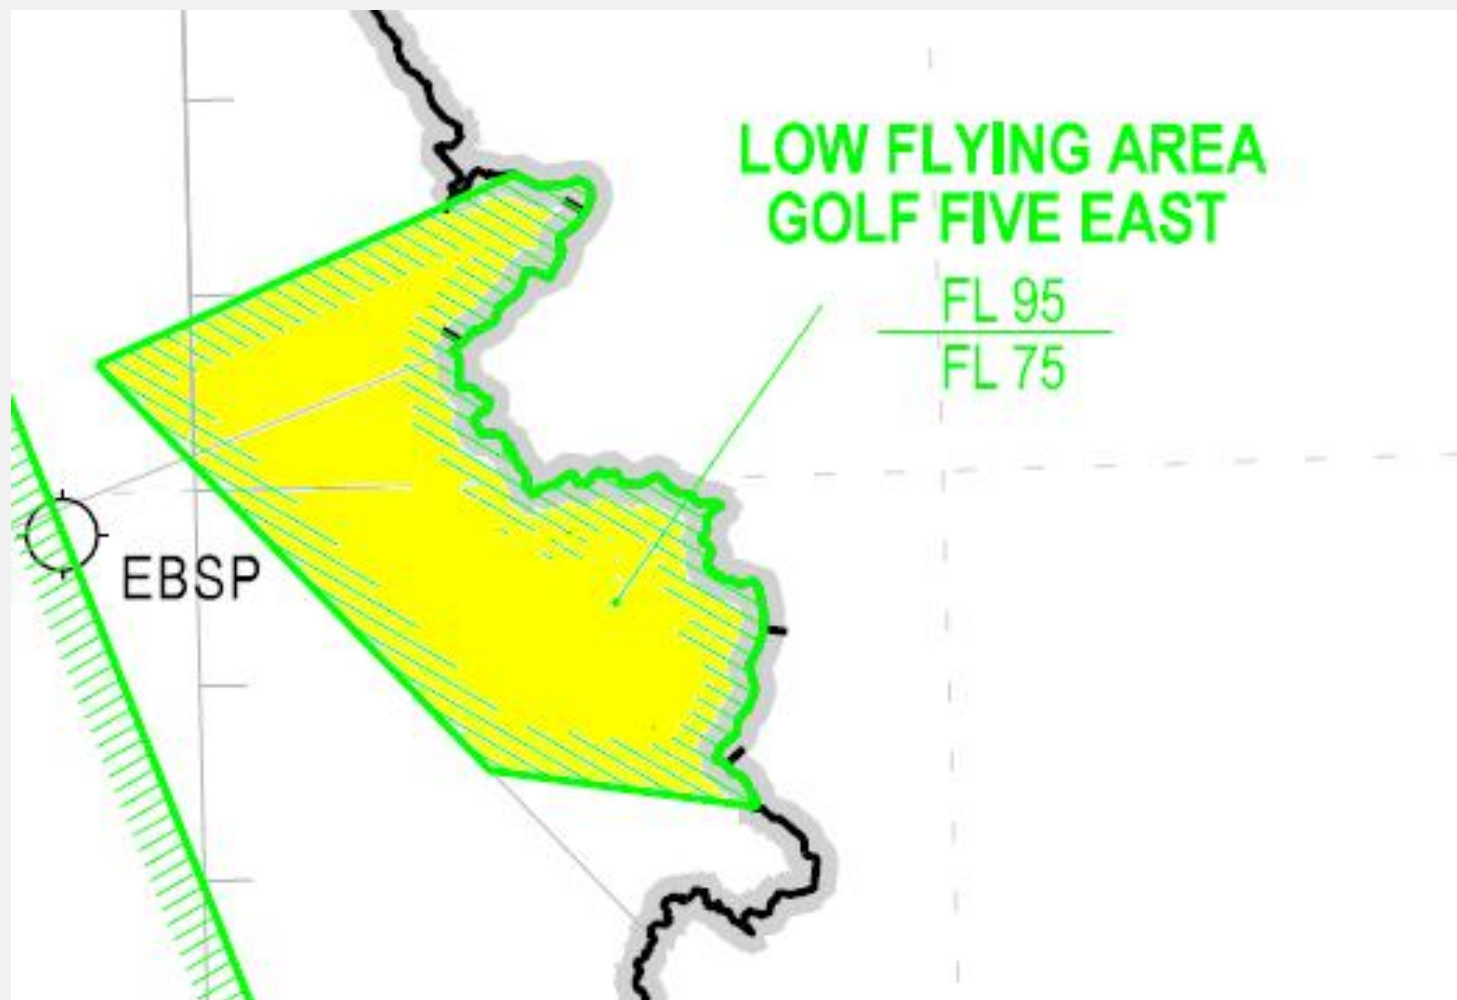 LOW FLYING AREA
GOLF FIVE EAST
FL 95
FL 75
EBSP